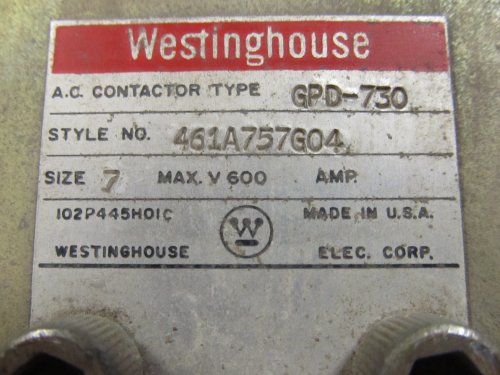 Westinghouse
A.C. CONTACTOR TYPE GPD-730
STYLE NO. 461A757G04
SIZE 7 MAX. V 600 AMP.
102P445H01C W MADE IN U.S.A.
WESTINGHOUSE ELEC. CORP.